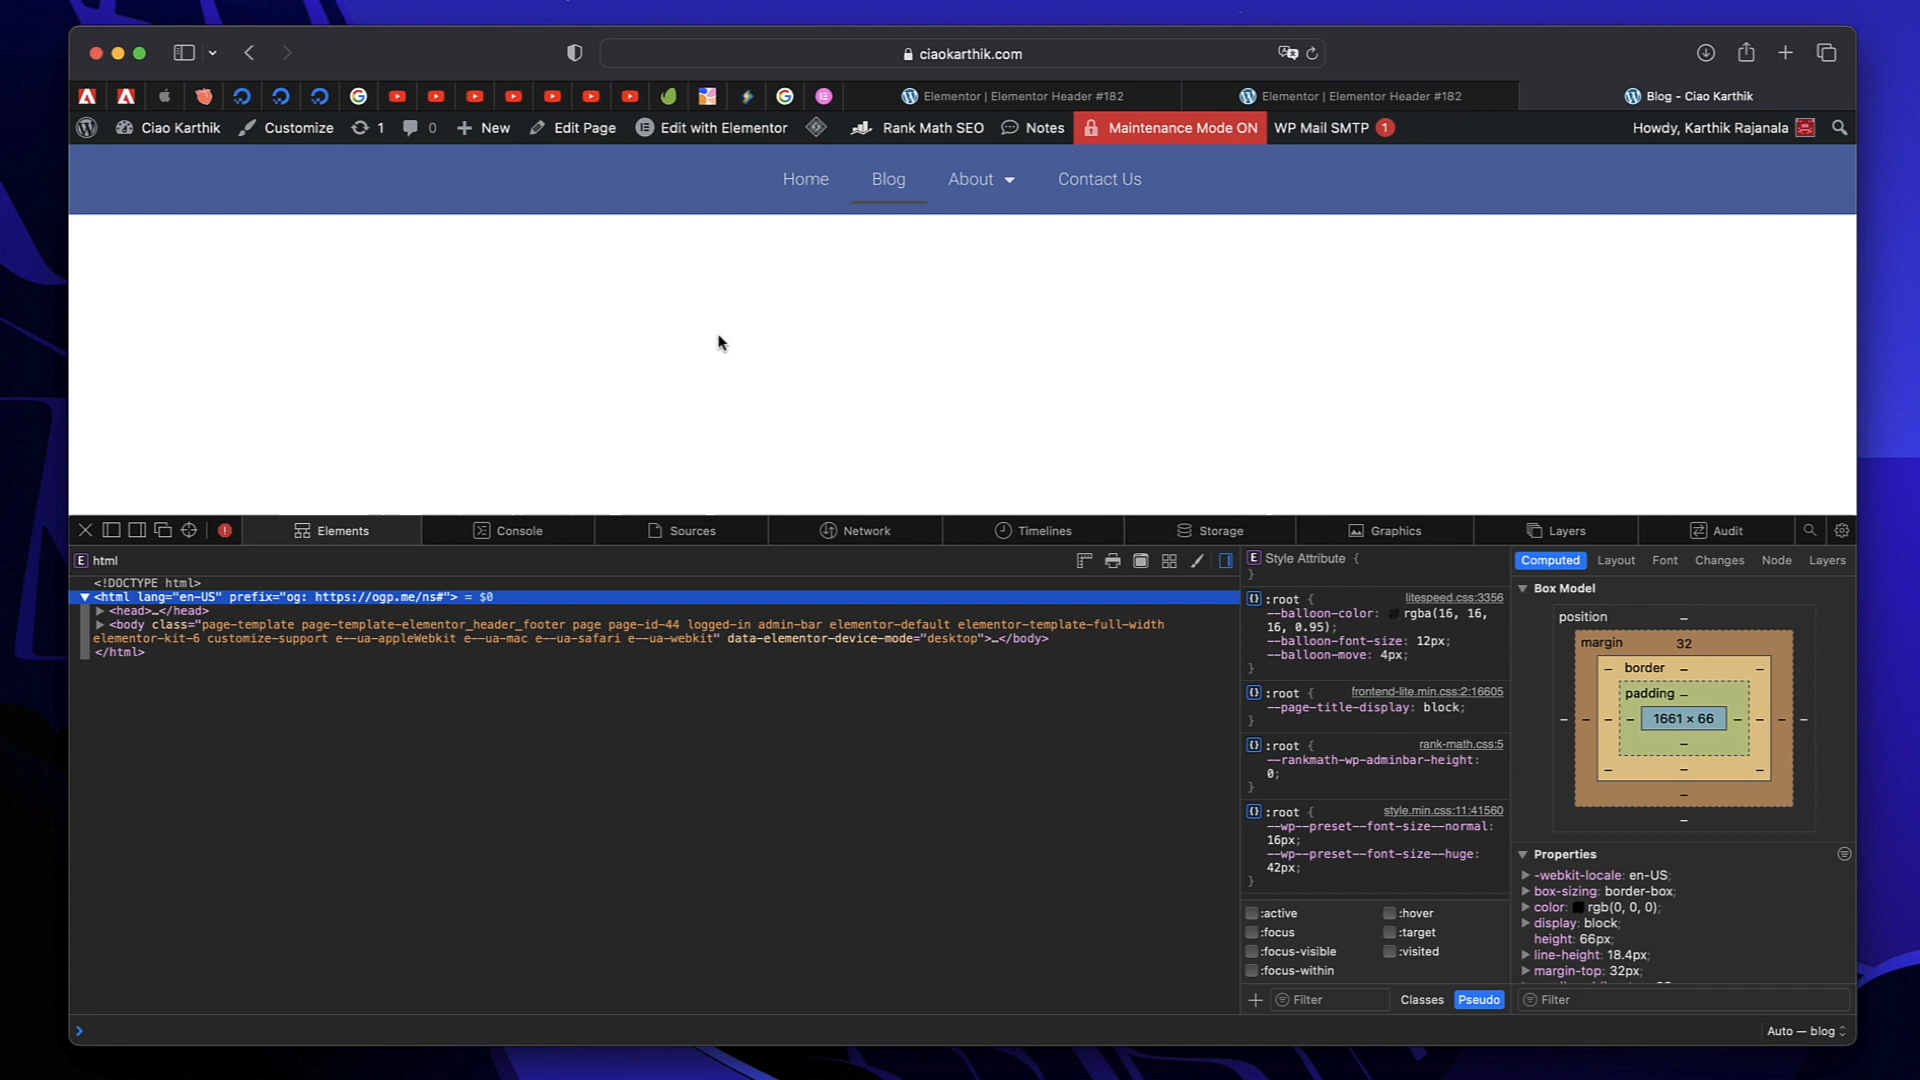 ciaokarthik.com
Elementor | Elementor Header #182
Elementor | Elementor Header #182
Blog - Ciao Karthik
Ciao Karthik
Customize
1
0
New
Edit Page
Edit with Elementor
Rank Math SEO
Notes
Maintenance Mode ON
WP Mail SMTP 1
Howdy, Karthik Rajanala
Home
Blog
About
Contact Us
Elements
Console
Sources
Network
Timelines
Storage
Graphics
Layers
Audit
E html
<!DOCTYPE html>
<html lang="en-US" prefix="og: https://ogp.me/ns#"> = $0
<head>…</head>
<body class="page-template page-template-elementor_header_footer page page-id-44 logged-in admin-bar elementor-default elementor-template-full-width
elementor-kit-6 customize-support e--ua-appleWebkit e--ua-mac e--ua-safari e--ua-webkit" data-elementor-device-mode="desktop">…</body>
</html>
E Style Attribute {
}
:root { litespeed.css:3356
--balloon-color: rgba(16, 16,
16, 0.95);
--balloon-font-size: 12px;
--balloon-move: 4px;
}
:root { frontend-lite.min.css:2:16605
--page-title-display: block;
}
:root { rank-math.css:5
--rankmath-wp-adminbar-height:
0;
}
:root { style.min.css:11:41560
--wp--preset--font-size--normal:
16px;
--wp--preset--font-size--huge:
42px;
}
:active :hover
:focus :target
:focus-visible :visited
:focus-within
Filter
Classes
Pseudo
Computed
Layout
Font
Changes
Node
Layers
Box Model
position –
margin 32
border –
padding –
1661 × 66
Properties
-webkit-locale: en-US;
box-sizing: border-box;
color: rgb(0, 0, 0);
display: block;
height: 66px;
line-height: 18.4px;
margin-top: 32px;
Filter
Auto — blog